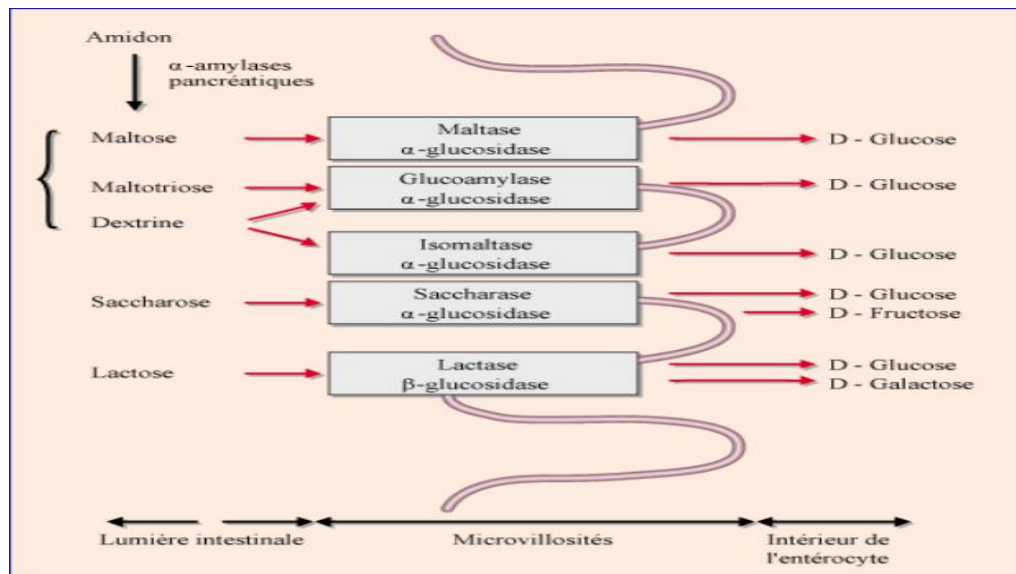 Amidon
α-amylases
pancréatiques
Maltose
Maltase
α-glucosidase
D - Glucose
Maltotriose
Glucoamylase
α-glucosidase
D - Glucose
Dextrine
Isomaltase
α-glucosidase
D - Glucose
Saccharose
Saccharase
α-glucosidase
D - Glucose
D - Fructose
Lactose
Lactase
β-glucosidase
D - Glucose
D - Galactose
Lumière intestinale
Microvillosités
Intérieur de
l'entérocyte